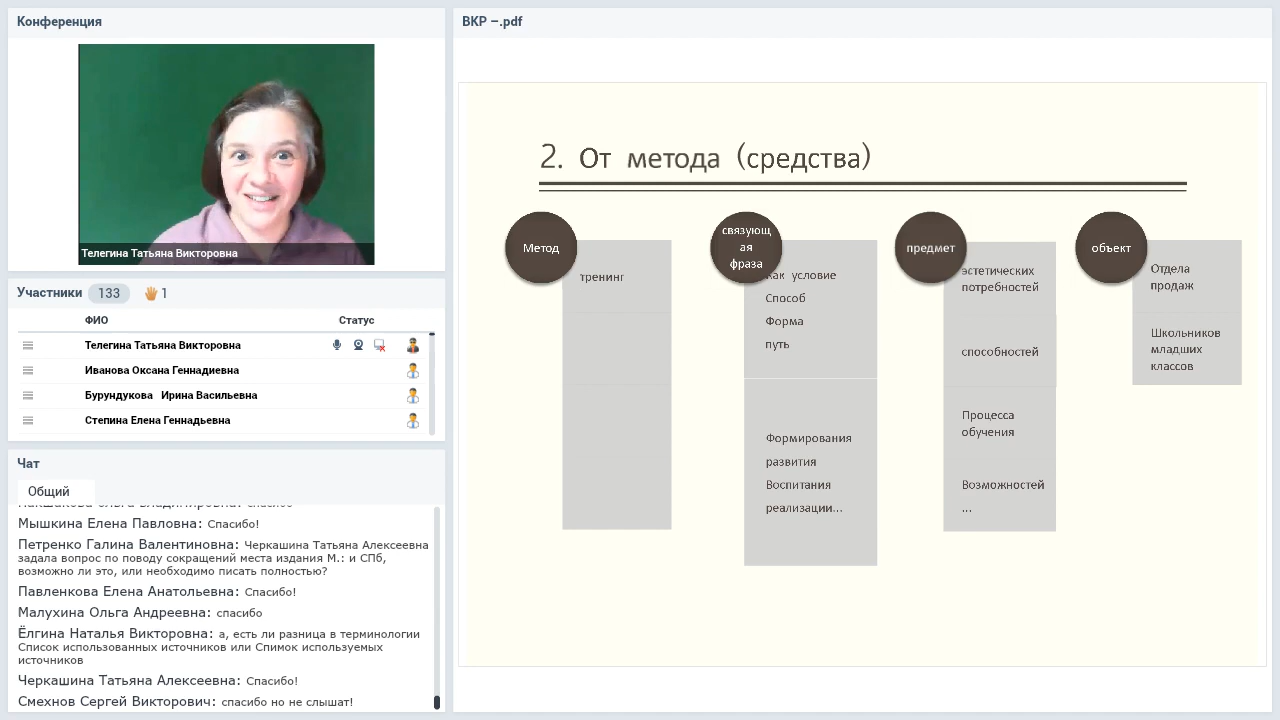 Конференция
Телегина Татьяна Викторовна
Участники 133 1
ФИО Статус
Телегина Татьяна Викторовна
Иванова Оксана Геннадиевна
Бурундукова Ирина Васильевна
Степина Елена Геннадьевна
Чат
Общий
Мышкина Елена Павловна: Спасибо!
Петренко Галина Валентиновна: Черкашина Татьяна Алексеевна
задала вопрос по поводу сокращений места издания М.: и СПб,
возможно ли это, или необходимо писать полностью?
Павленкова Елена Анатольевна: Спасибо!
Малухина Ольга Андреевна: спасибо
Ёлгина Наталья Викторовна: а, есть ли разница в терминологии
Список использованных источников или Спимок используемых
источников
Черкашина Татьяна Алексеевна: Спасибо!
Смехнов Сергей Викторович: спасибо но не слышат!
ВКР –.pdf
2. От метода (средства)
Метод
тренинг
связующ
ая
фраза
как условие
Способ
Форма
путь
Формирования
развития
Воспитания
реализации...
предмет
эстетических
потребностей
способностей
Процесса
обучения
Возможностей
...
объект
Отдела
продаж
Школьников
младших
классов